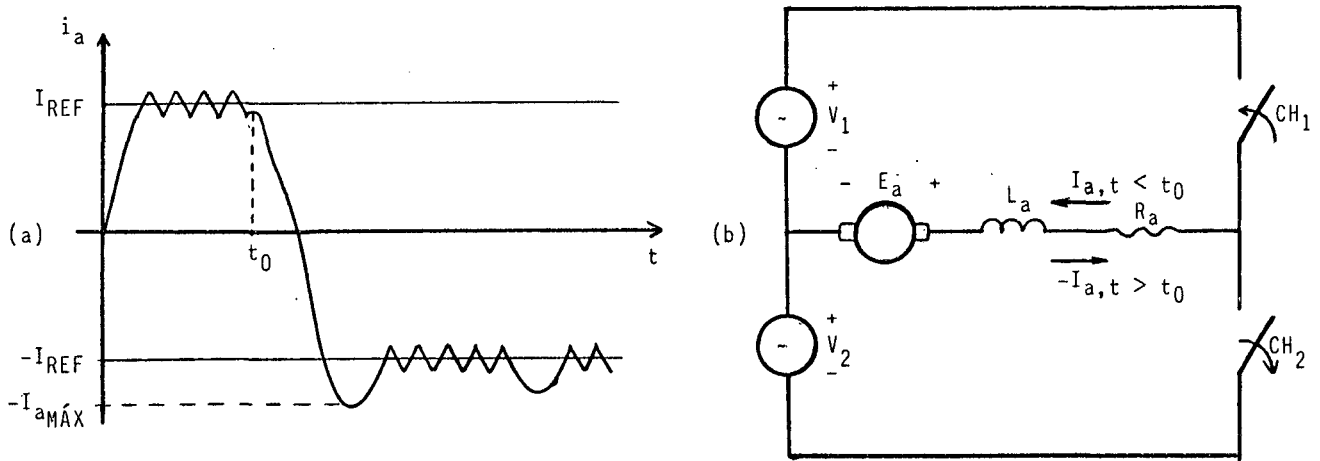 (a)
i_a
I_REF
t_0
t
-I_REF
-I_aMÁX
(b)
+
V_1
~
-
CH_1
- E_a +
L_a
I_a, t < t_0
R_a
-I_a, t > t_0
+
V_2
~
-
CH_2